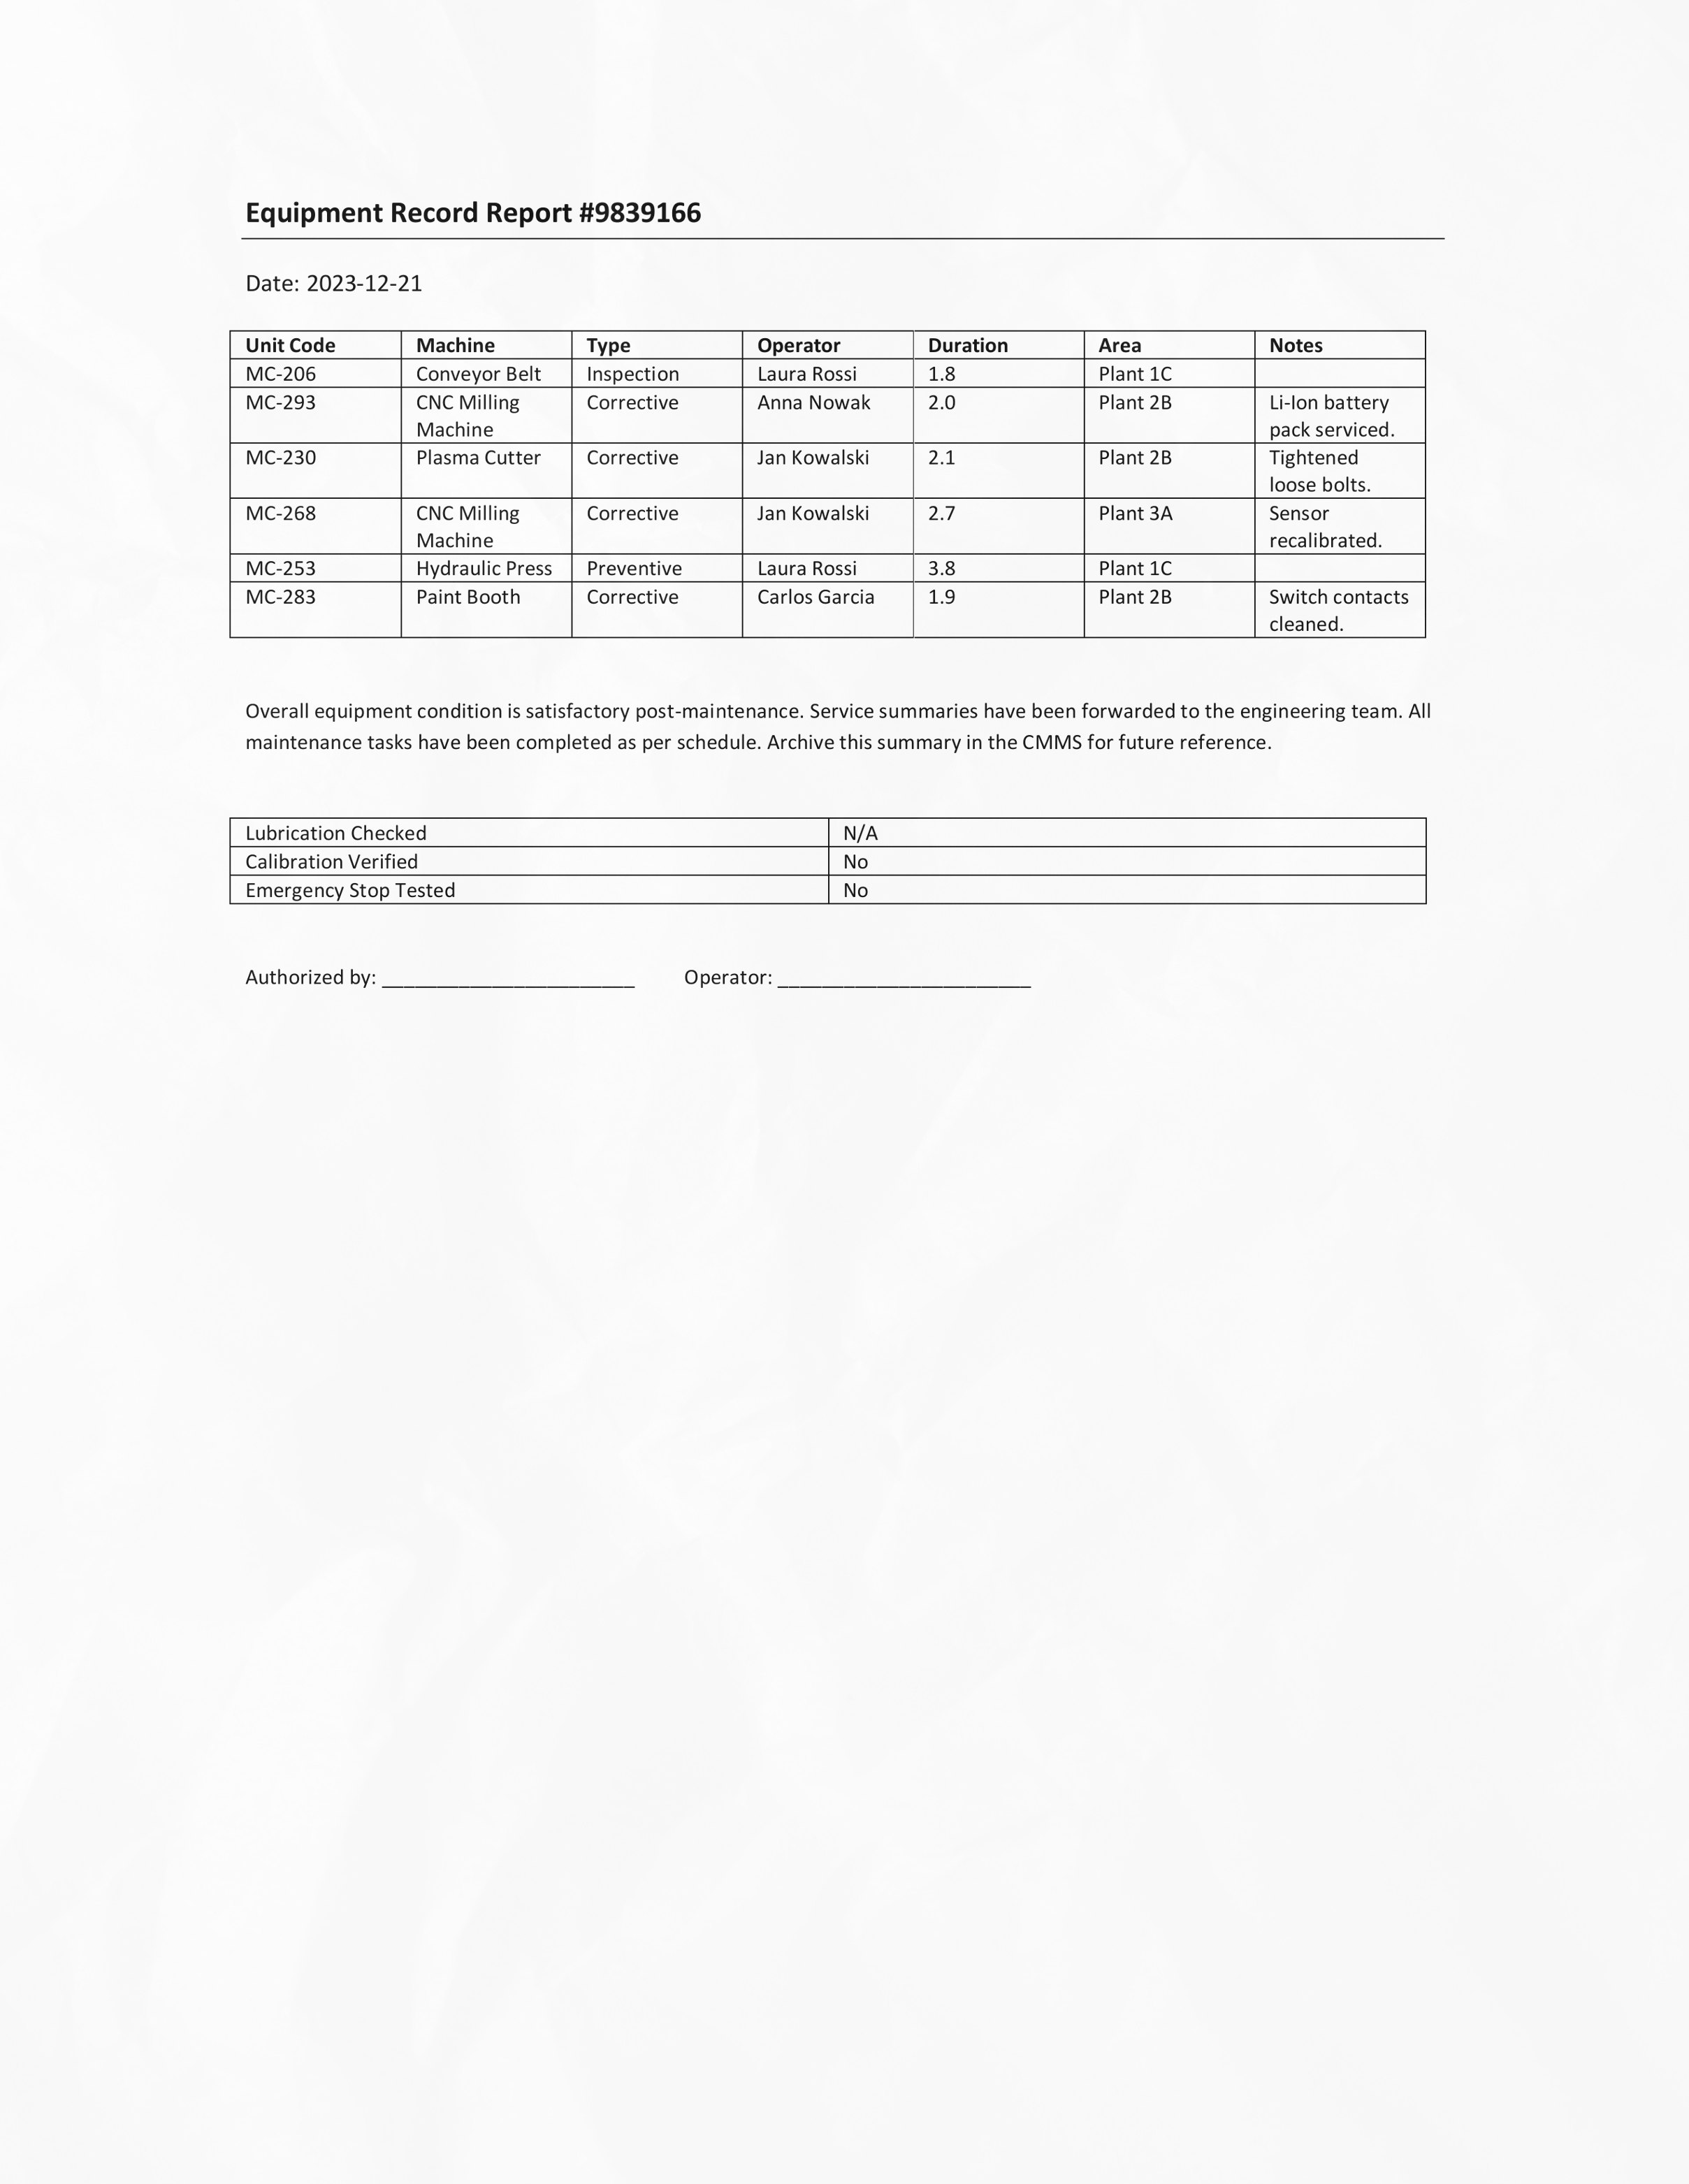 Equipment Record Report #9839166
Date: 2023-12-21
Unit Code Machine Type Operator Duration Area Notes
MC-206 Conveyor Belt Inspection Laura Rossi 1.8 Plant 1C
MC-293 CNC Milling Machine Corrective Anna Nowak 2.0 Plant 2B Li-Ion battery pack serviced.
MC-230 Plasma Cutter Corrective Jan Kowalski 2.1 Plant 2B Tightened loose bolts.
MC-268 CNC Milling Machine Corrective Jan Kowalski 2.7 Plant 3A Sensor recalibrated.
MC-253 Hydraulic Press Preventive Laura Rossi 3.8 Plant 1C
MC-283 Paint Booth Corrective Carlos Garcia 1.9 Plant 2B Switch contacts cleaned.
Overall equipment condition is satisfactory post-maintenance. Service summaries have been forwarded to the engineering team. All
maintenance tasks have been completed as per schedule. Archive this summary in the CMMS for future reference.
Lubrication Checked N/A
Calibration Verified No
Emergency Stop Tested No
Authorized by: _______________________ Operator: _______________________